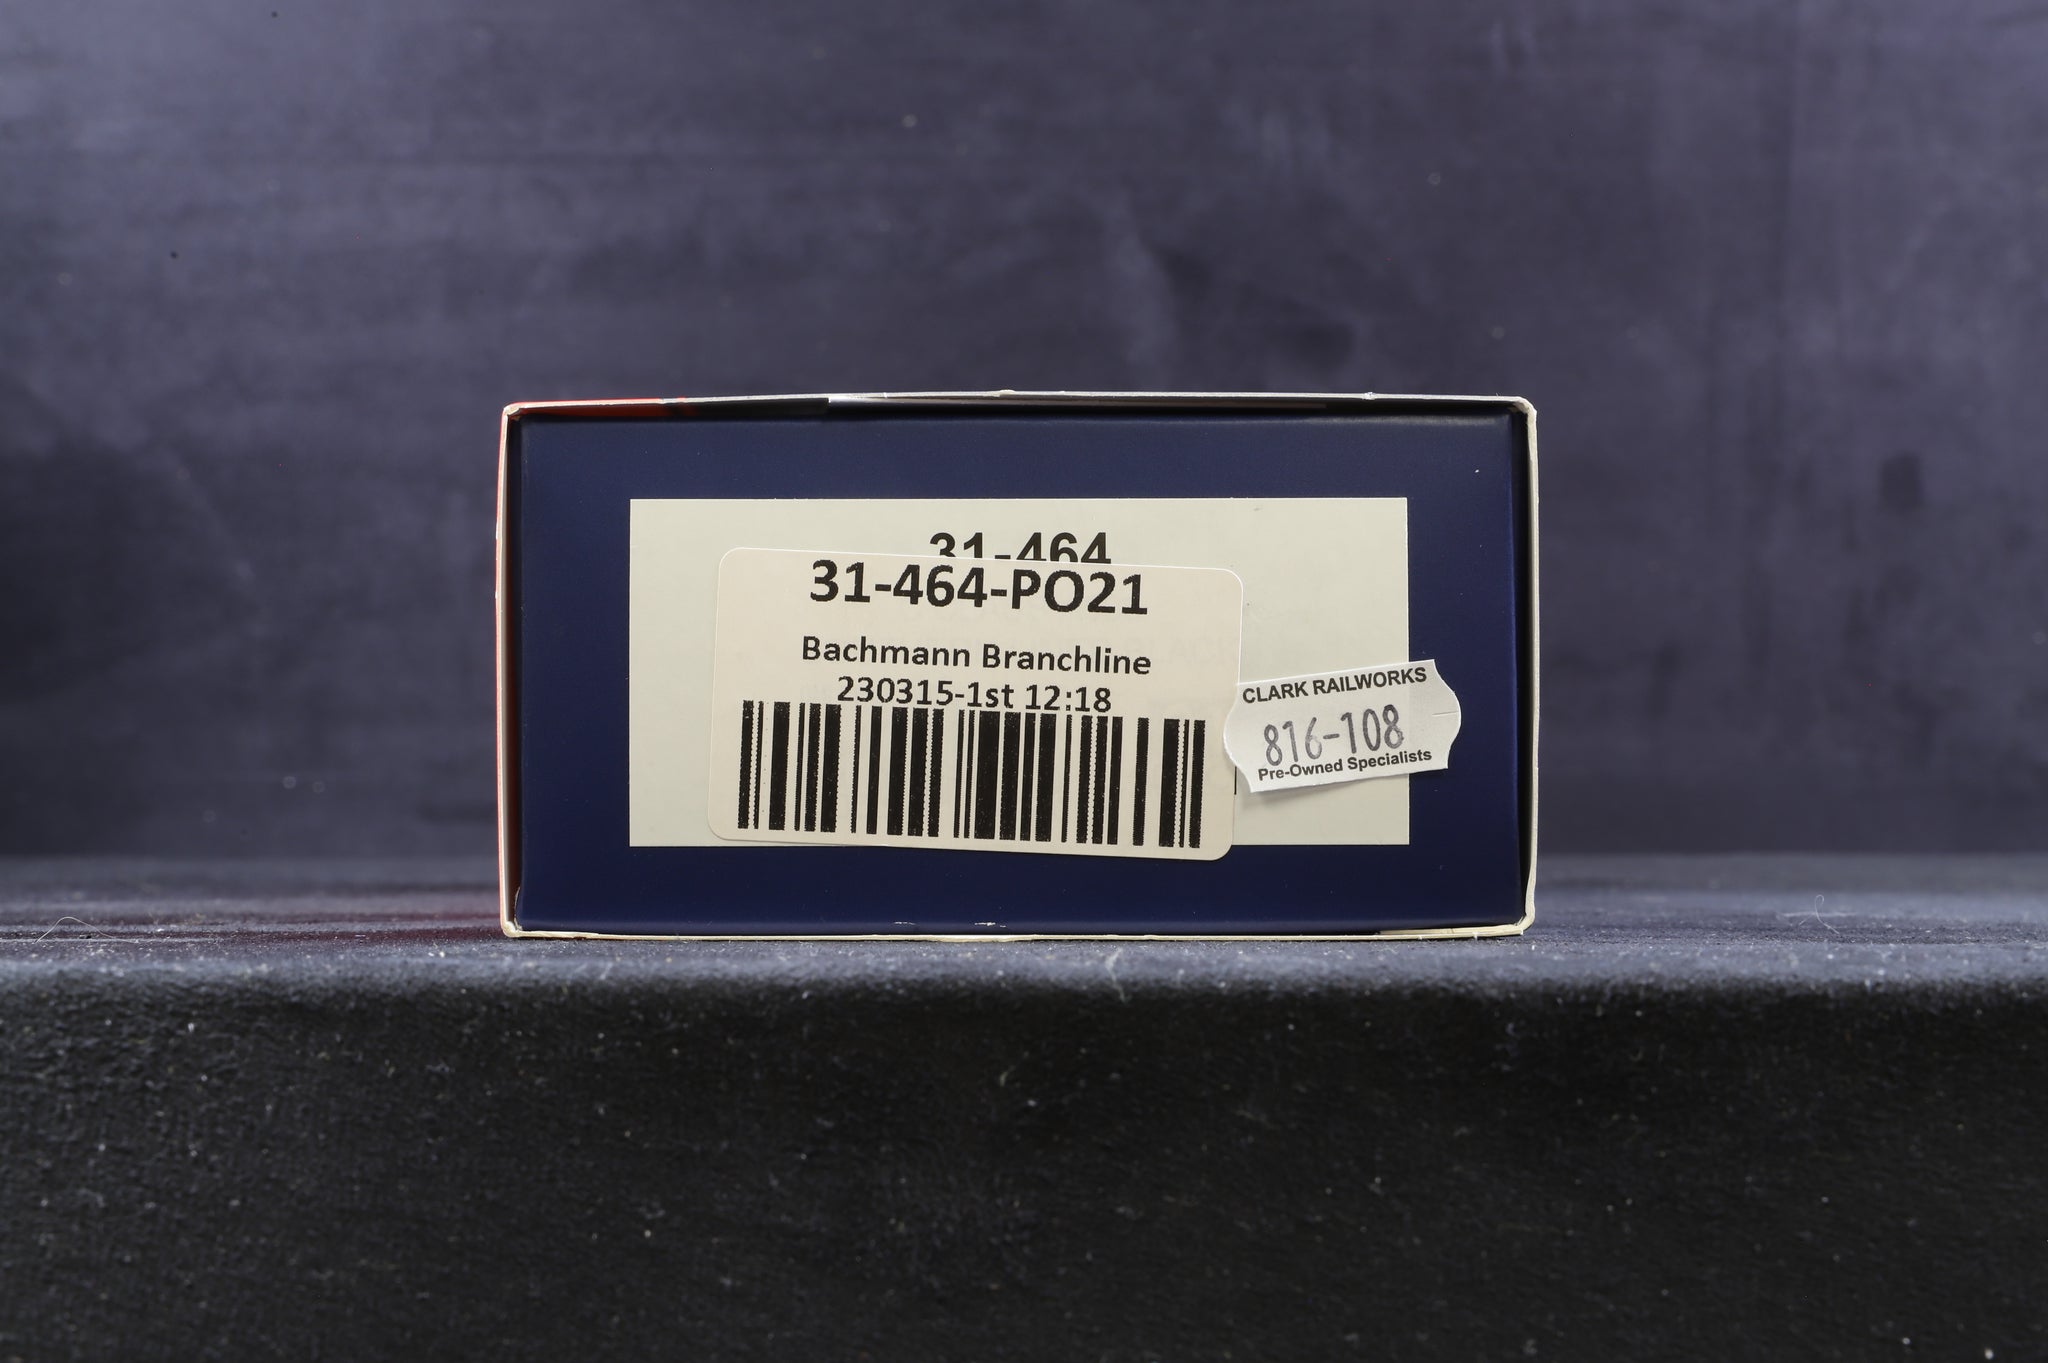 31-464
31-464-PO21
Bachmann Branchline
230315-1st 12:18
CLARK RAILWORKS
816-108
Pre-Owned Specialists